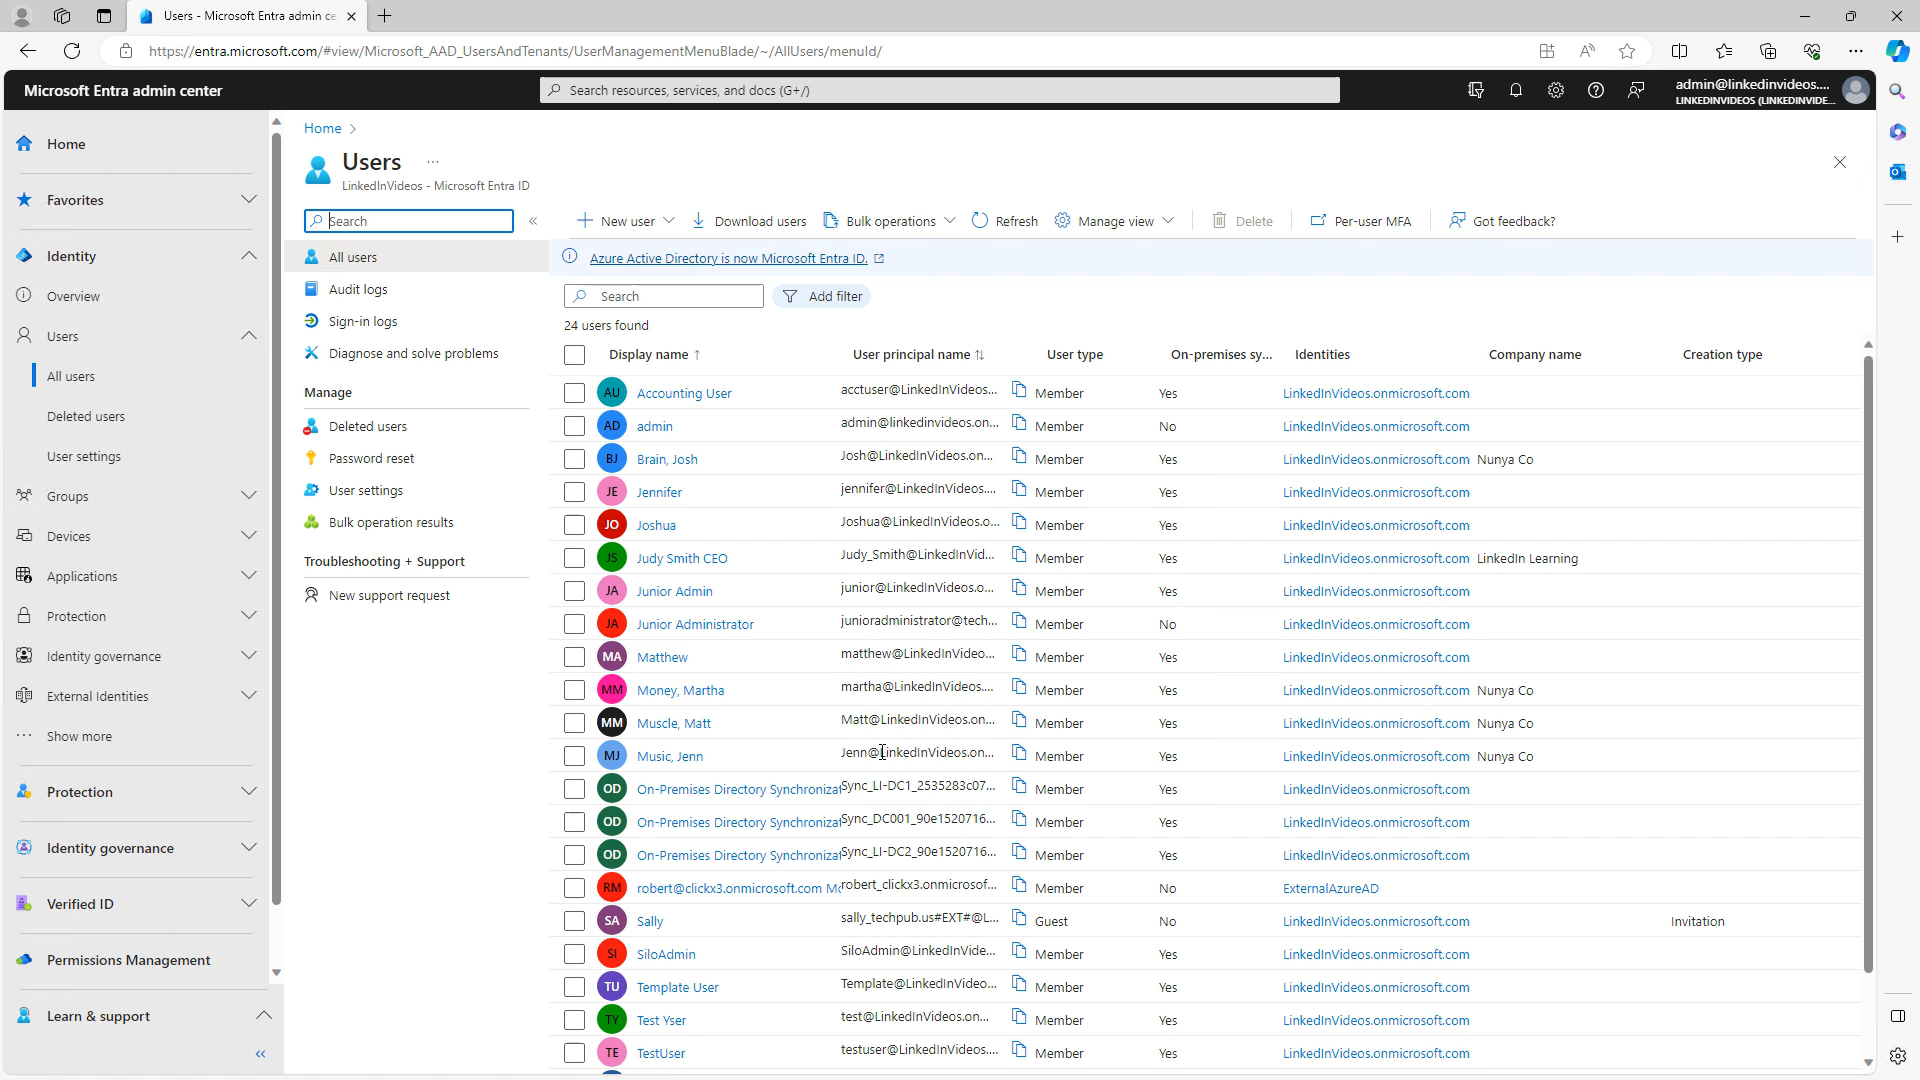 Users - Microsoft Entra admin ce
https://entra.microsoft.com/#view/Microsoft_AAD_UsersAndTenants/UserManagementMenuBlade/~/AllUsers/menuId/
Microsoft Entra admin center
Search resources, services, and docs (G+/)
admin@linkedinvideos....
LINKEDINVIDEOS (LINKEDINVIDE...
Home
Favorites
Identity
Overview
Users
All users
Deleted users
User settings
Groups
Devices
Applications
Protection
Identity governance
External Identities
Show more
Protection
Identity governance
Verified ID
Permissions Management
Learn & support
Home
Users
LinkedInVideos - Microsoft Entra ID
Search
All users
Audit logs
Sign-in logs
Diagnose and solve problems
Manage
Deleted users
Password reset
User settings
Bulk operation results
Troubleshooting + Support
New support request
New user Download users Bulk operations Refresh Manage view Delete Per-user MFA Got feedback?
Azure Active Directory is now Microsoft Entra ID.
Search Add filter
24 users found
Display name ↑ User principal name ↑↓ User type On-premises sy... Identities Company name Creation type
AU Accounting User acctuser@LinkedInVideos... Member Yes LinkedInVideos.onmicrosoft.com
AD admin admin@linkedinvideos.on... Member No LinkedInVideos.onmicrosoft.com
BJ Brain, Josh Josh@LinkedInVideos.on... Member Yes LinkedInVideos.onmicrosoft.com Nunya Co
JE Jennifer jennifer@LinkedInVideos.... Member Yes LinkedInVideos.onmicrosoft.com
JO Joshua Joshua@LinkedInVideos.o... Member Yes LinkedInVideos.onmicrosoft.com
JS Judy Smith CEO Judy_Smith@LinkedInVid... Member Yes LinkedInVideos.onmicrosoft.com LinkedIn Learning
JA Junior Admin junior@LinkedInVideos.o... Member Yes LinkedInVideos.onmicrosoft.com
JA Junior Administrator junioradministrator@tech... Member No LinkedInVideos.onmicrosoft.com
MA Matthew matthew@LinkedInVideo... Member Yes LinkedInVideos.onmicrosoft.com
MM Money, Martha martha@LinkedInVideos.... Member Yes LinkedInVideos.onmicrosoft.com Nunya Co
MM Muscle, Matt Matt@LinkedInVideos.on... Member Yes LinkedInVideos.onmicrosoft.com Nunya Co
MJ Music, Jenn Jenn@LinkedInVideos.on... Member Yes LinkedInVideos.onmicrosoft.com Nunya Co
OD On-Premises Directory Synchroniza Sync_LI-DC1_2535283c07... Member Yes LinkedInVideos.onmicrosoft.com
OD On-Premises Directory Synchroniza Sync_DC001_90e1520716... Member Yes LinkedInVideos.onmicrosoft.com
OD On-Premises Directory Synchroniza Sync_LI-DC2_90e1520716... Member Yes LinkedInVideos.onmicrosoft.com
RM robert@clickx3.onmicrosoft.com Mc robert_clickx3.onmicrosof... Member No ExternalAzureAD
SA Sally sally_techpub.us#EXT#@L... Guest No LinkedInVideos.onmicrosoft.com Invitation
SI SiloAdmin SiloAdmin@LinkedInVide... Member Yes LinkedInVideos.onmicrosoft.com
TU Template User Template@LinkedInVideo... Member Yes LinkedInVideos.onmicrosoft.com
TY Test Yser test@LinkedInVideos.on... Member Yes LinkedInVideos.onmicrosoft.com
TE TestUser testuser@LinkedInVideos.... Member Yes LinkedInVideos.onmicrosoft.com